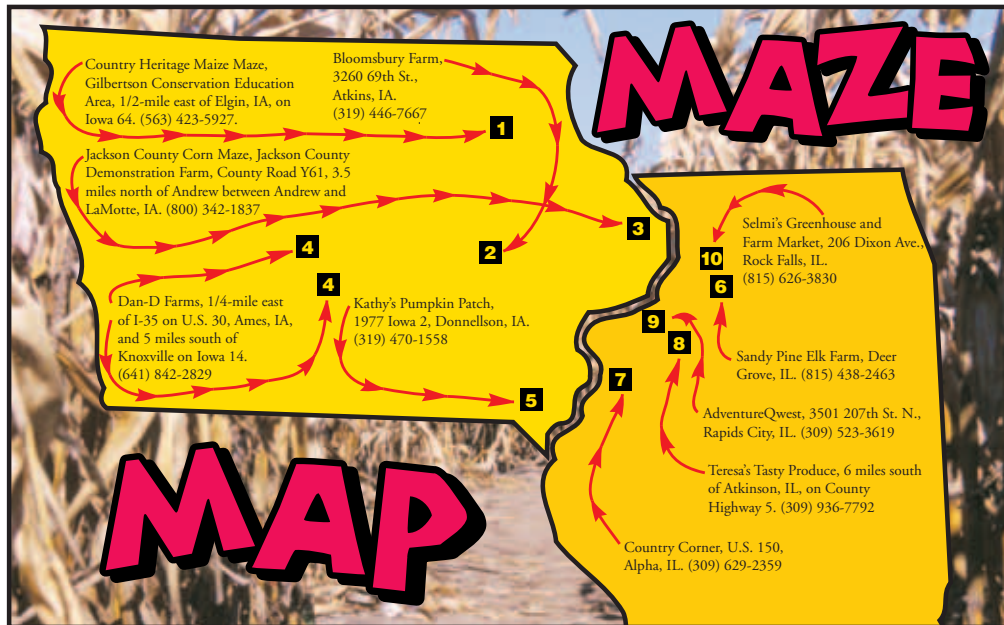 MAZE
MAP
Country Heritage Maize Maze,
Gilbertson Conservation Education
Area, 1/2-mile east of Elgin, IA, on
Iowa 64. (563) 423-5927.
1
Bloomsbury Farm,
3260 69th St.,
Atkins, IA.
(319) 446-7667
2
Jackson County Corn Maze, Jackson County
Demonstration Farm, County Road Y61, 3.5
miles north of Andrew between Andrew and
LaMotte, IA. (800) 342-1837
3
4
4
Dan-D Farms, 1/4-mile east
of I-35 on U.S. 30, Ames, IA,
and 5 miles south of
Knoxville on Iowa 14.
(641) 842-2829
Kathy's Pumpkin Patch,
1977 Iowa 2, Donnellson, IA.
(319) 470-1558
5
Selmi's Greenhouse and
Farm Market, 206 Dixon Ave.,
Rock Falls, IL.
(815) 626-3830
10
6
9
8
7
Sandy Pine Elk Farm, Deer
Grove, IL. (815) 438-2463
AdventureQwest, 3501 207th St. N.,
Rapids City, IL. (309) 523-3619
Teresa's Tasty Produce, 6 miles south
of Atkinson, IL, on County
Highway 5. (309) 936-7792
Country Corner, U.S. 150,
Alpha, IL. (309) 629-2359